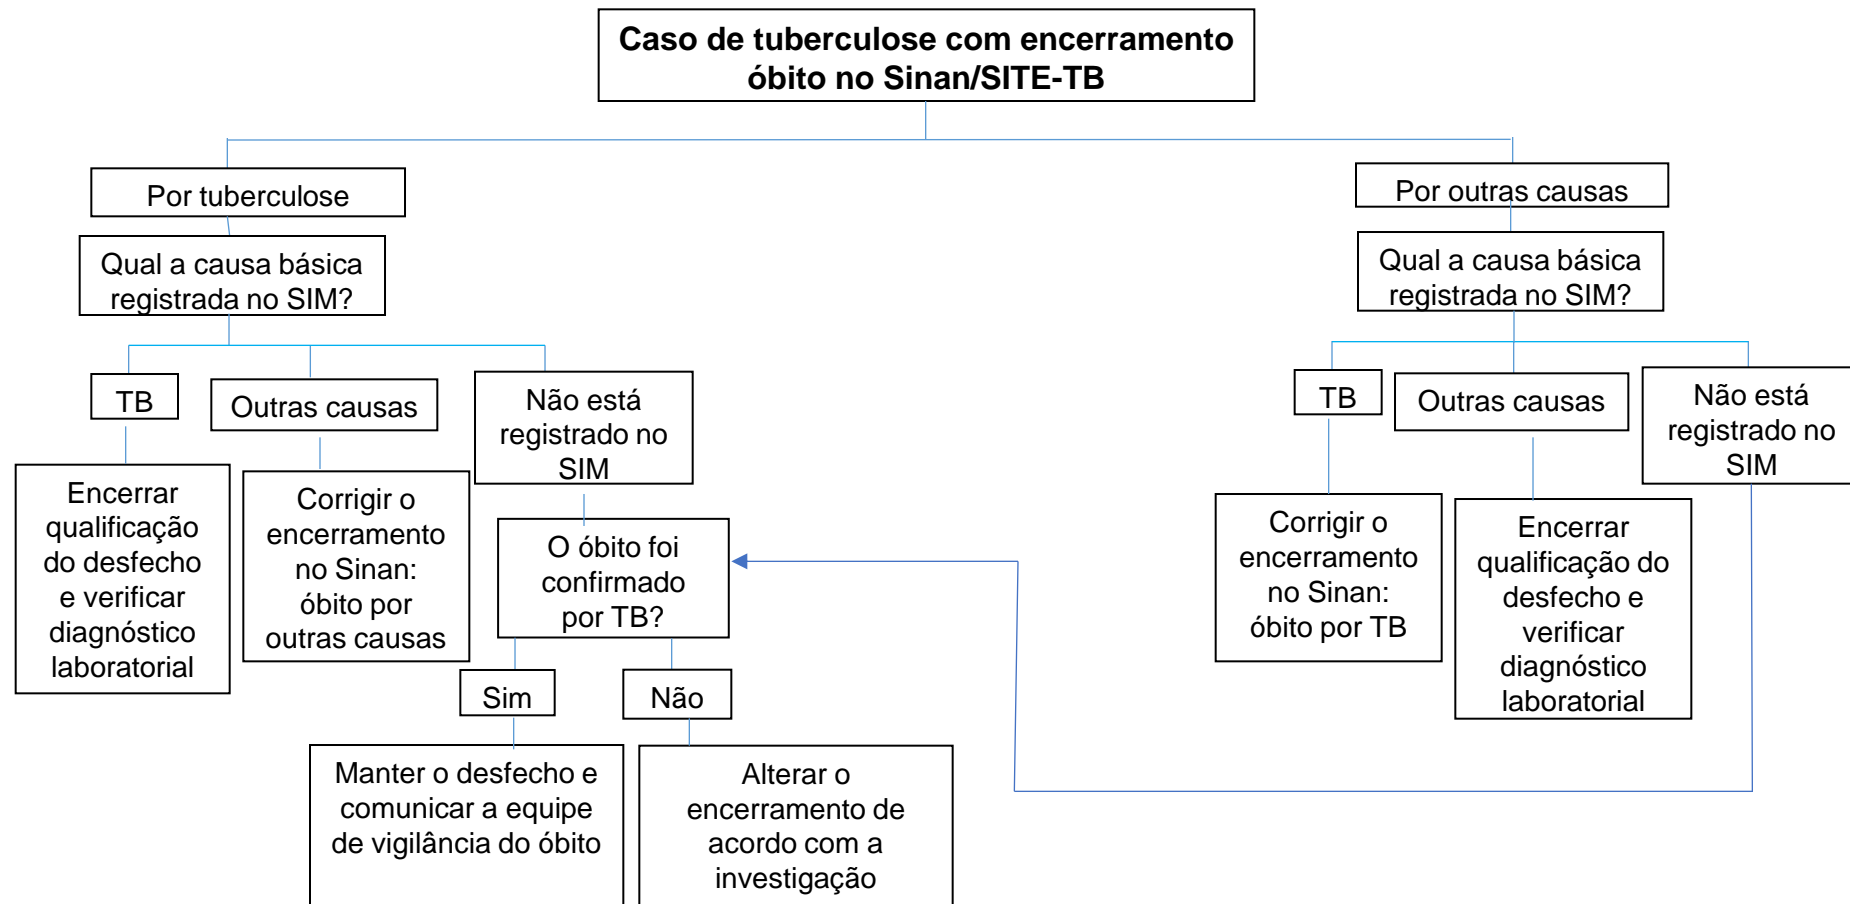 Caso de tuberculose com encerramento
óbito no Sinan/SITE-TB
Por tuberculose
Por outras causas
Qual a causa básica
registrada no SIM?
Qual a causa básica
registrada no SIM?
TB
Outras causas
Não está
registrado no
SIM
TB
Outras causas
Não está
registrado no
SIM
Encerrar
qualificação
do desfecho
e verificar
diagnóstico
laboratorial
Corrigir o
encerramento
no Sinan:
óbito por
outras causas
O óbito foi
confirmado
por TB?
Corrigir o
encerramento
no Sinan:
óbito por TB
Encerrar
qualificação do
desfecho e
verificar
diagnóstico
laboratorial
Sim
Não
Manter o desfecho e
comunicar a equipe
de vigilância do óbito
Alterar o
encerramento de
acordo com a
investigação